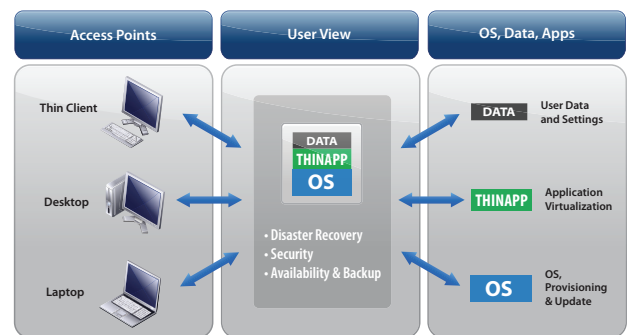 Access Points
User View
OS, Data, Apps
Thin Client
Desktop
Laptop
DATA
THINAPP
OS
• Disaster Recovery
• Security
• Availability & Backup
DATA
User Data
and Settings
THINAPP
Application
Virtualization
OS
OS,
Provisioning
& Update